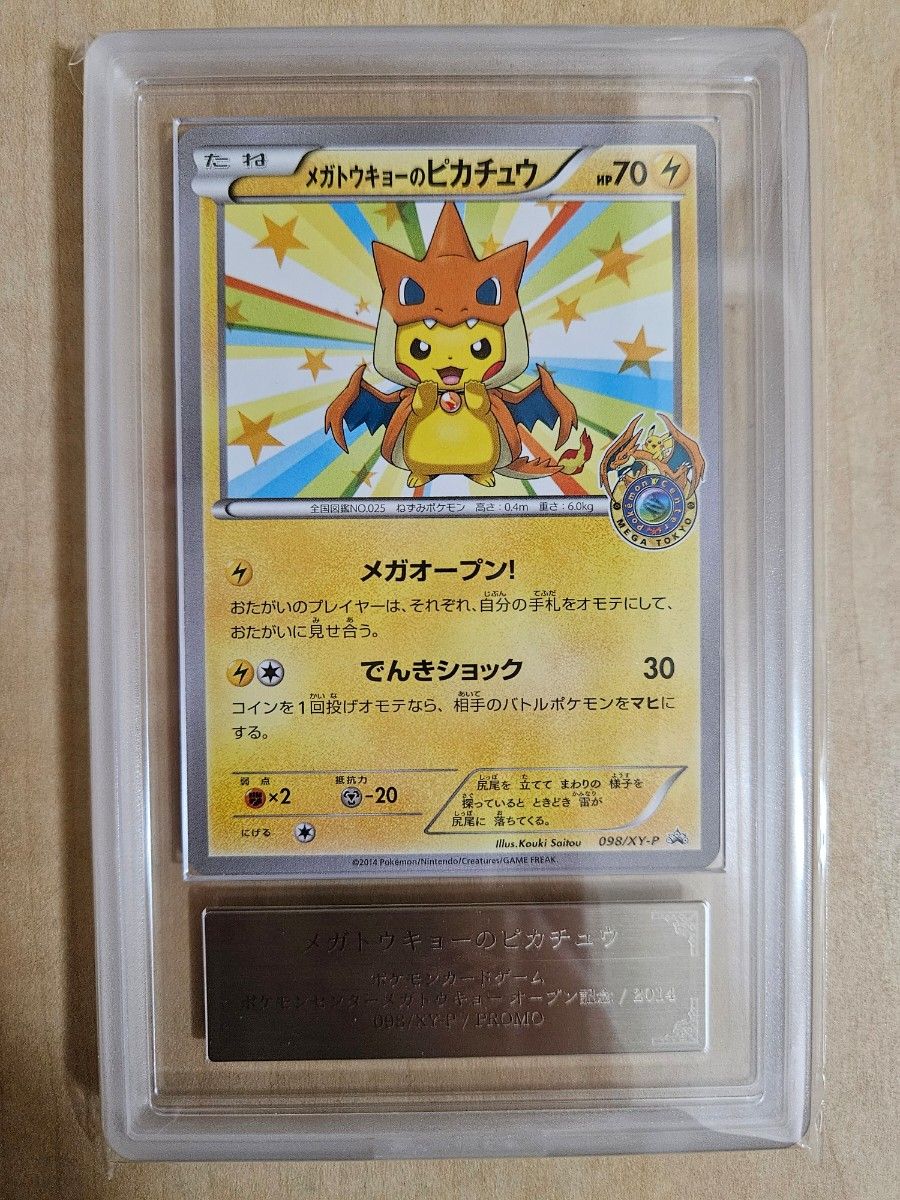 たね
メガトウキョーのピカチュウ
HP70
Pokémon Center
MEGA TOKYO
全国図鑑NO.025 ねずみポケモン 高さ:0.4m 重さ:6.0kg
メガオープン!
おたがいのプレイヤーは、それぞれ、自分の手札をオモテにして、
おたがいに見せ合う。
でんきショック 30
コインを1回投げオモテなら、相手のバトルポケモンをマヒに
する。
弱点 抵抗力
×2 -20
にげる
尻尾を 立てて まわりの 様子を
探っていると ときどき 雷が
尻尾に 落ちてくる。
Illus.Kouki Saitou 098/XY-P
©2014 Pokémon/Nintendo/Creatures/GAME FREAK.
メガトウキョーのピカチュウ
ポケモンカードゲーム
ポケモンセンターメガトウキョー オープン記念 / 2014
098/XY-P / PROMO